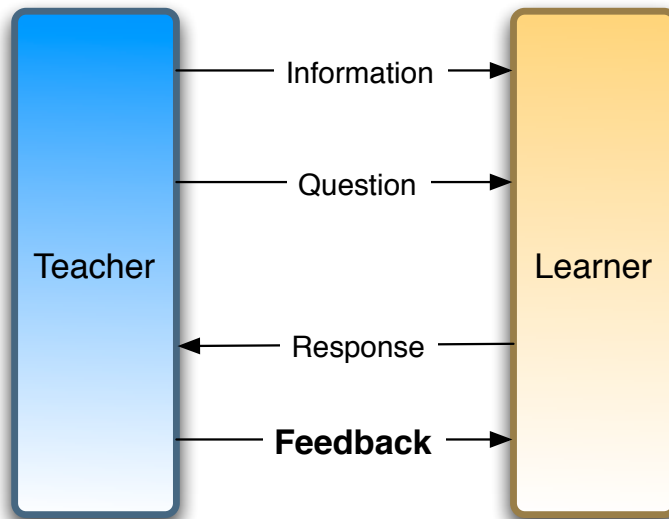 Information
Question
Teacher
Learner
Response
Feedback